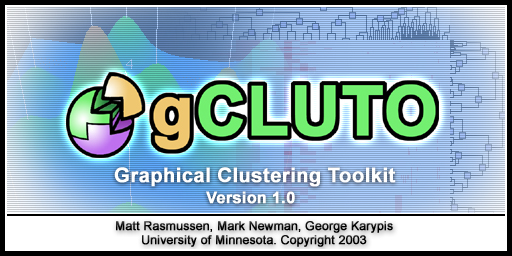 gCLUTO
Graphical Clustering Toolkit
Version 1.0
Matt Rasmussen, Mark Newman, George Karypis
University of Minnesota. Copyright 2003